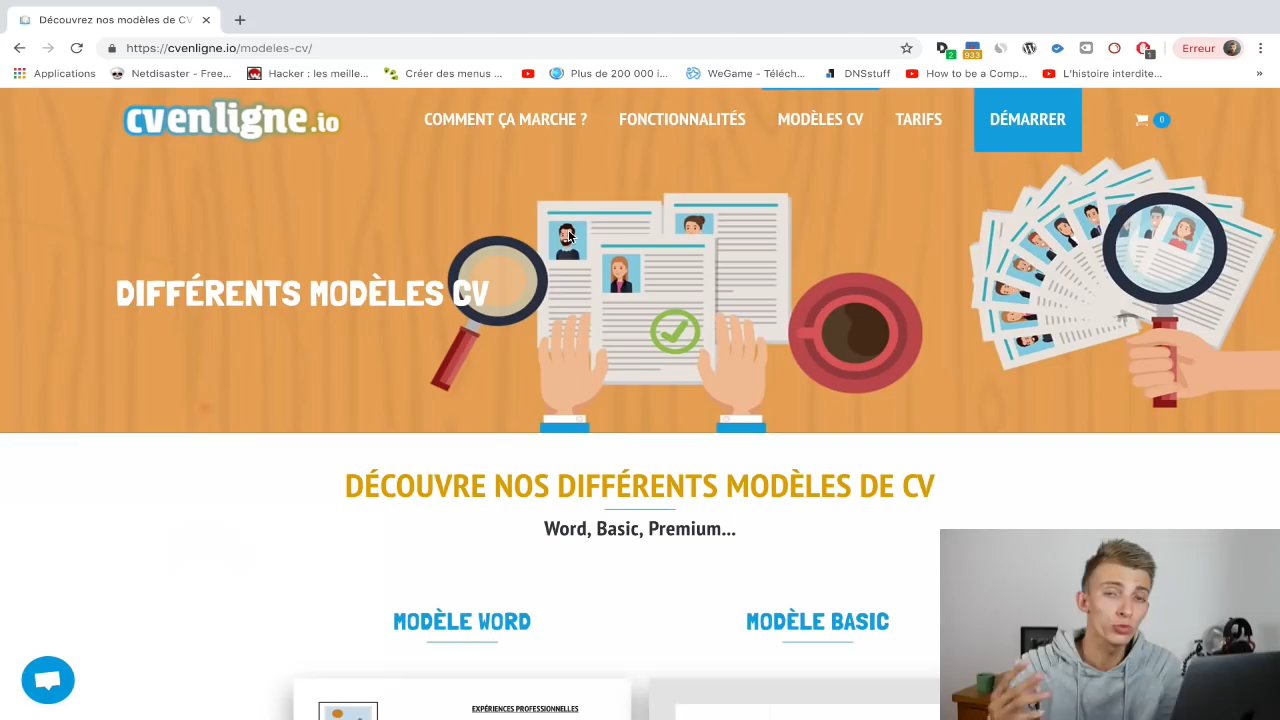 Découvrez nos modèles de CV
https://cvenligne.io/modeles-cv/
2
933
1
Erreur
Applications
Netdisaster - Free...
Hacker : les meille...
Créer des menus ...
Plus de 200 000 i...
WeGame - Téléch...
DNSstuff
How to be a Comp...
L'histoire interdite...
»
cvenligne.io
COMMENT ÇA MARCHE ?
FONCTIONNALITÉS
MODÈLES CV
TARIFS
DÉMARRER
0
DIFFÉRENTS MODÈLES CV
DÉCOUVRE NOS DIFFÉRENTS MODÈLES DE CV
Word, Basic, Premium...
MODÈLE WORD
MODÈLE BASIC
EXPÉRIENCES PROFESSIONNELLES